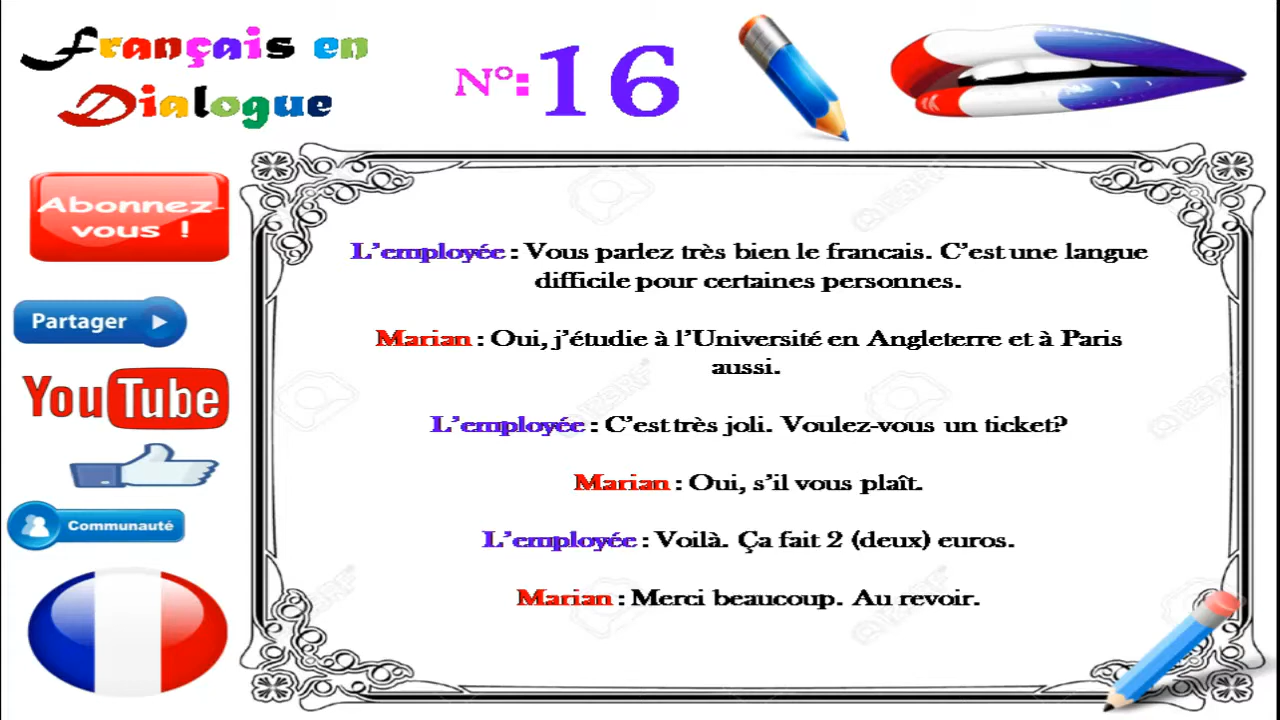 Français en
Dialogue
N°:16
Abonnez-
vous !
Partager
YouTube
Communauté
L'employée : Vous parlez très bien le francais. C'est une langue
difficile pour certaines personnes.
Marian : Oui, j'étudie à l'Université en Angleterre et à Paris
aussi.
L'employée : C'est très joli. Voulez-vous un ticket?
Marian : Oui, s'il vous plaît.
L'employée : Voilà. Ça fait 2 (deux) euros.
Marian : Merci beaucoup. Au revoir.